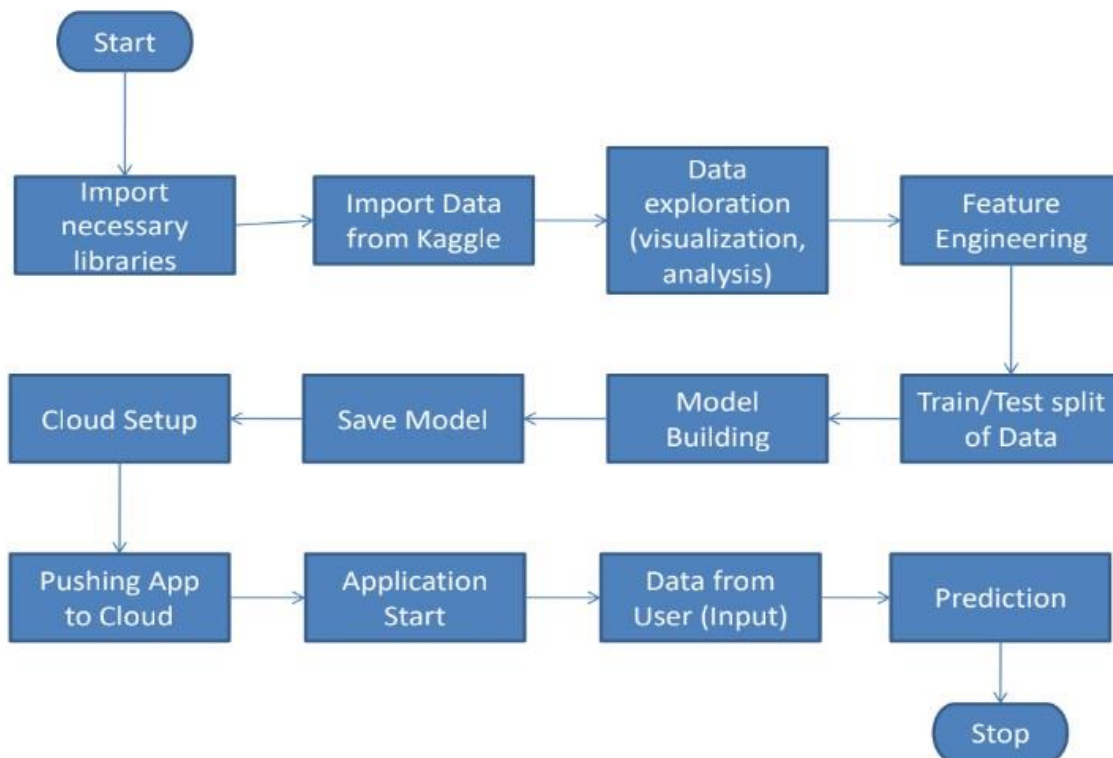 Start
Import
necessary
libraries
Import Data
from Kaggle
Data
exploration
(visualization,
analysis)
Feature
Engineering
Train/Test split
of Data
Model
Building
Save Model
Cloud Setup
Pushing App
to Cloud
Application
Start
Data from
User (Input)
Prediction
Stop